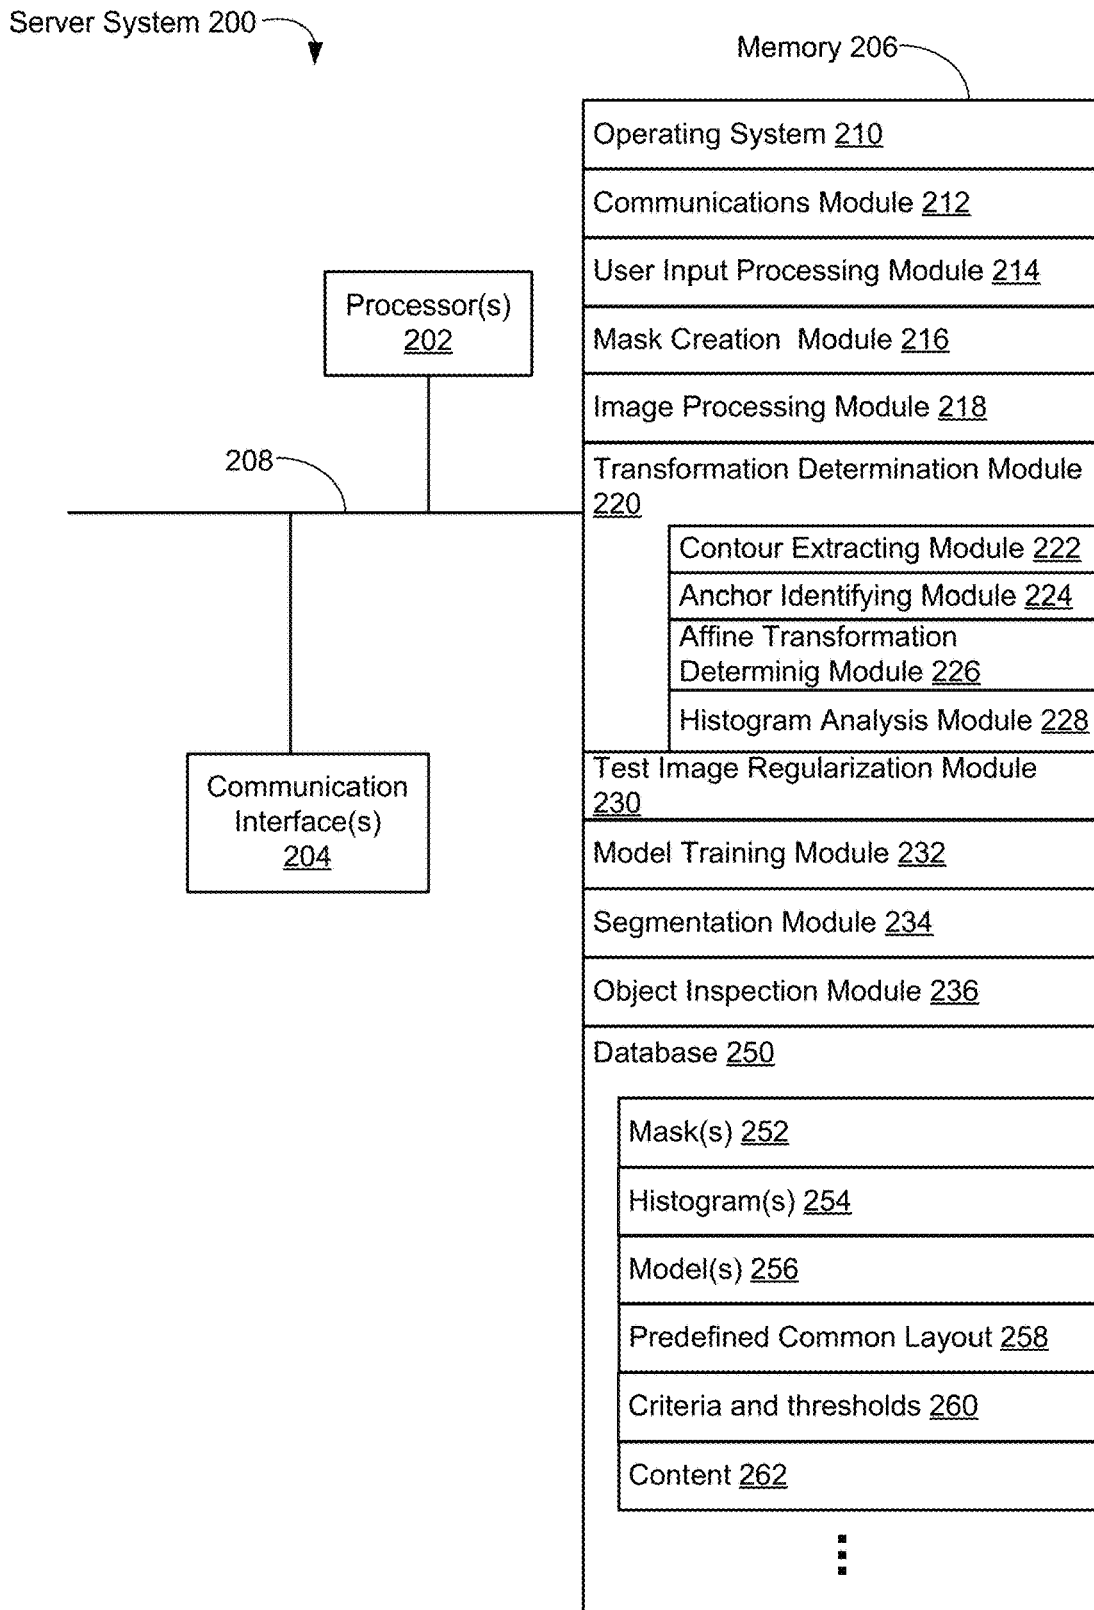 Server System 200
Memory 206
Operating System 210
Communications Module 212
User Input Processing Module 214
Processor(s)
202
Mask Creation Module 216
Image Processing Module 218
208
Transformation Determination Module
220
Contour Extracting Module 222
Anchor Identifying Module 224
Affine Transformation
Determinig Module 226
Histogram Analysis Module 228
Communication
Interface(s)
204
Test Image Regularization Module
230
Model Training Module 232
Segmentation Module 234
Object Inspection Module 236
Database 250
Mask(s) 252
Histogram(s) 254
Model(s) 256
Predefined Common Layout 258
Criteria and thresholds 260
Content 262